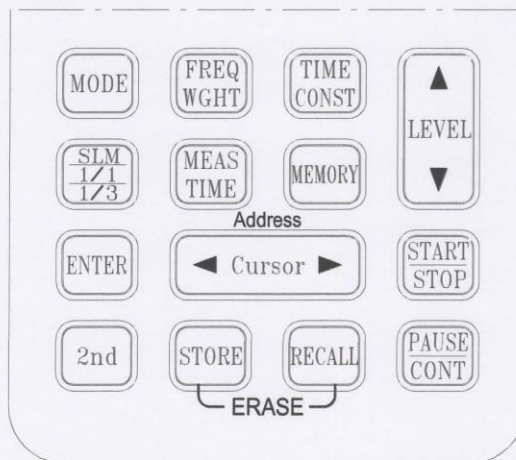 MODE
FREQ
WGHT
TIME
CONST
▲
LEVEL
▼
SLM
1/1
1/3
MEAS
TIME
MEMORY
Address
ENTER
◀ Cursor ▶
START
STOP
2nd
STORE
RECALL
PAUSE
CONT
ERASE